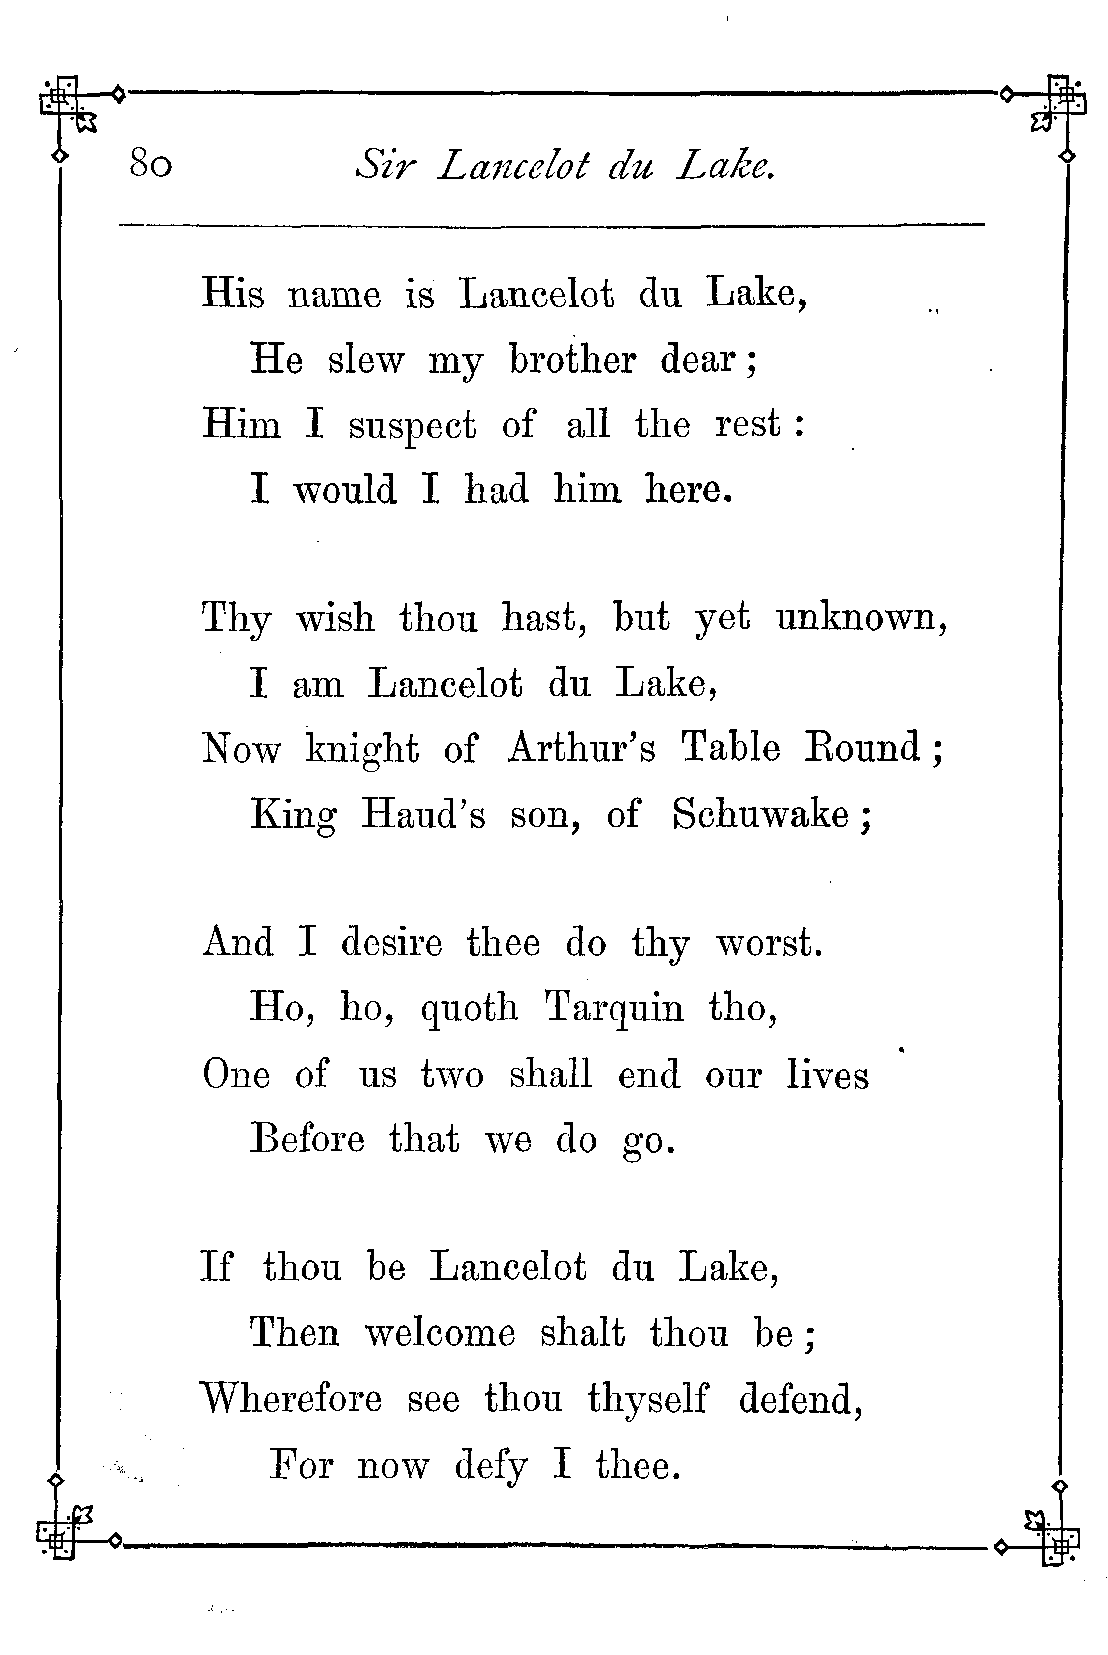 80 Sir Lancelot du Lake.
His name is Lancelot du Lake,
He slew my brother dear;
Him I suspect of all the rest:
I would I had him here.
Thy wish thou hast, but yet unknown,
I am Lancelot du Lake,
Now knight of Arthur's Table Round;
King Haud's son, of Schuwake;
And I desire thee do thy worst.
Ho, ho, quoth Tarquin tho,
One of us two shall end our lives
Before that we do go.
If thou be Lancelot du Lake,
Then welcome shalt thou be;
Wherefore see thou thyself defend,
For now defy I thee.